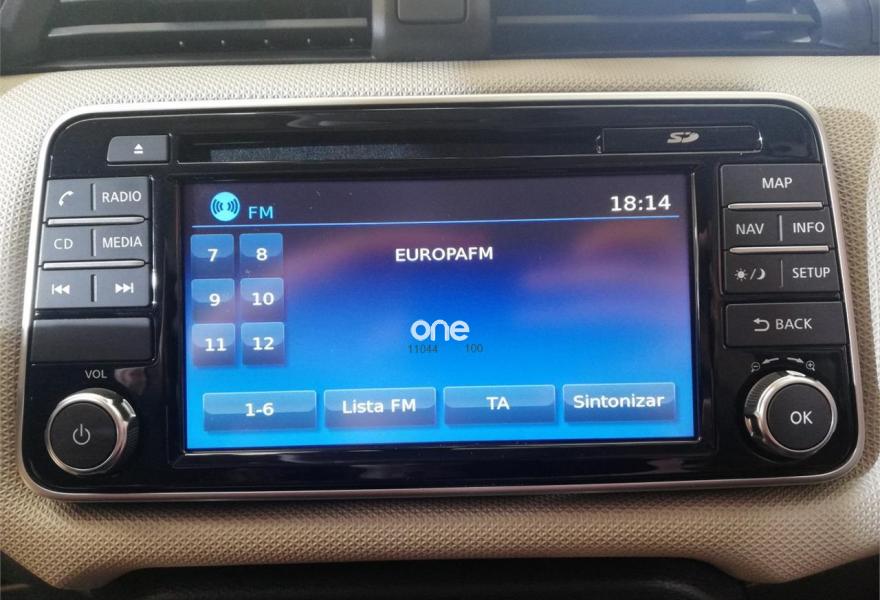 SD
RADIO
CD MEDIA
VOL
FM 18:14
7 8
9 10
11 12
EUROPAFM
one
11044 100
1-6 Lista FM TA Sintonizar
MAP
NAV INFO
SETUP
BACK
OK